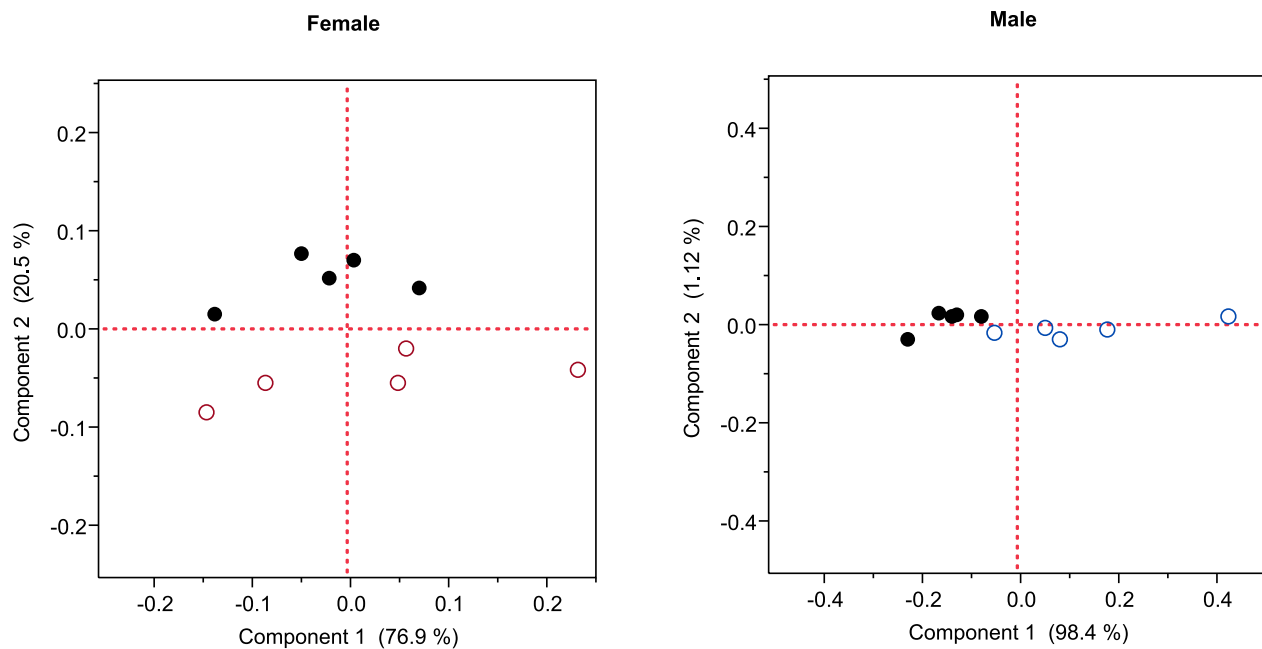 Female
Component 2  (20.5 %)
0.2
0.1
0.0
-0.1
-0.2
-0.2 -0.1 0.0 0.1 0.2
Component 1  (76.9 %)
Male
Component 2  (1.12 %)
0.4
0.2
0.0
-0.2
-0.4
-0.4 -0.2 0.0 0.2 0.4
Component 1  (98.4 %)